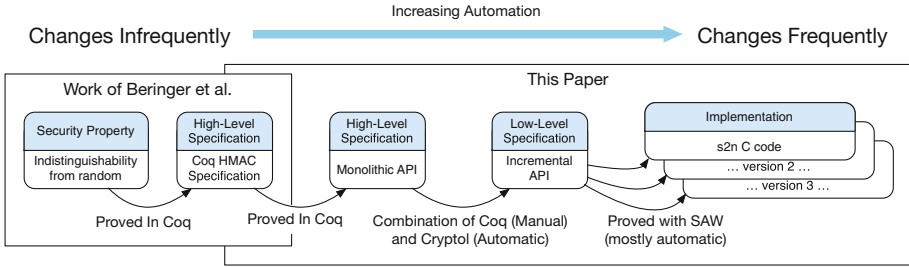 Increasing Automation
Changes Infrequently
Changes Frequently
This Paper
Work of Beringer et al.
Security Property
Indistinguishability
from random
High-Level
Specification
Coq HMAC
Specification
High-Level
Specification
Monolithic API
Low-Level
Specification
Incremental
API
Implementation
s2n C code
... version 2 ...
... version 3 ...
Proved In Coq
Proved In Coq
Combination of Coq (Manual)
and Cryptol (Automatic)
Proved with SAW
(mostly automatic)